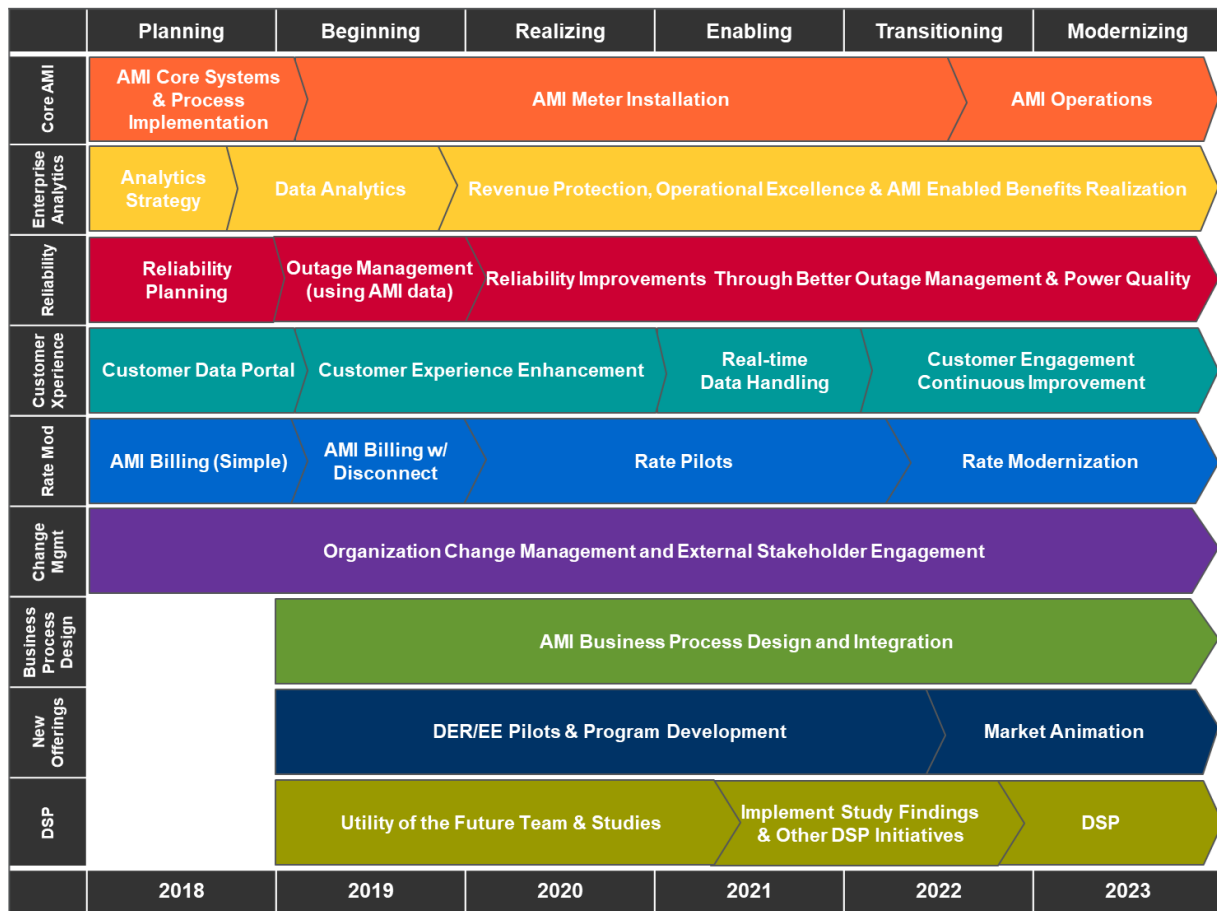 Planning
Beginning
Realizing
Enabling
Transitioning
Modernizing
Core AMI
AMI Core Systems
& Process
Implementation
AMI Meter Installation
AMI Operations
Enterprise
Analytics
Analytics
Strategy
Data Analytics
Revenue Protection, Operational Excellence & AMI Enabled Benefits Realization
Reliability
Reliability
Planning
Outage Management
(using AMI data)
Reliability Improvements Through Better Outage Management & Power Quality
Customer
Xperience
Customer Data Portal
Customer Experience Enhancement
Real-time
Data Handling
Customer Engagement
Continuous Improvement
Rate Mod
AMI Billing (Simple)
AMI Billing w/
Disconnect
Rate Pilots
Rate Modernization
Change
Mgmt
Organization Change Management and External Stakeholder Engagement
Business
Process
Design
AMI Business Process Design and Integration
New
Offerings
DER/EE Pilots & Program Development
Market Animation
DSP
Utility of the Future Team & Studies
Implement Study Findings
& Other DSP Initiatives
DSP
2018
2019
2020
2021
2022
2023